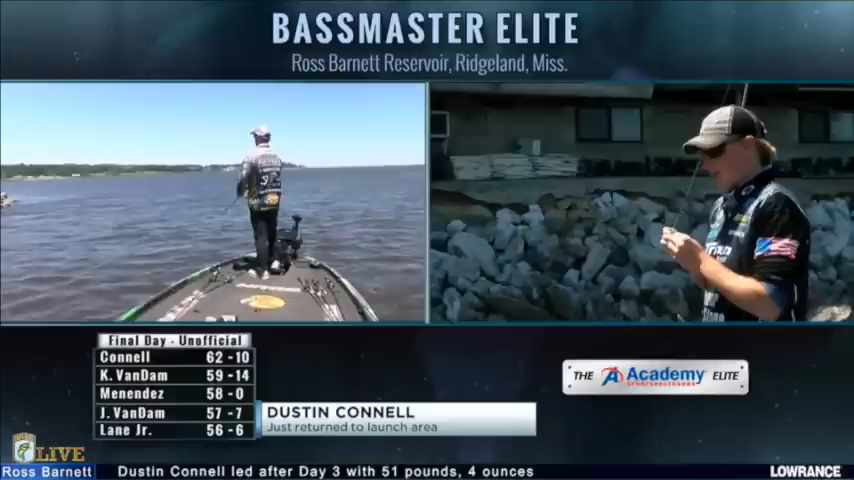 BASSMASTER ELITE
Ross Barnett Reservoir, Ridgeland, Miss.
Final Day - Unofficial
Connell 62-10
K. VanDam 59-14
Menendez 58-0
J. VanDam 57-7
Lane Jr. 56-6
DUSTIN CONNELL
Just returned to launch area
THE Academy ELITE
LIVE
Ross Barnett Dustin Connell led after Day 3 with 51 pounds, 4 ounces LOWRANCE